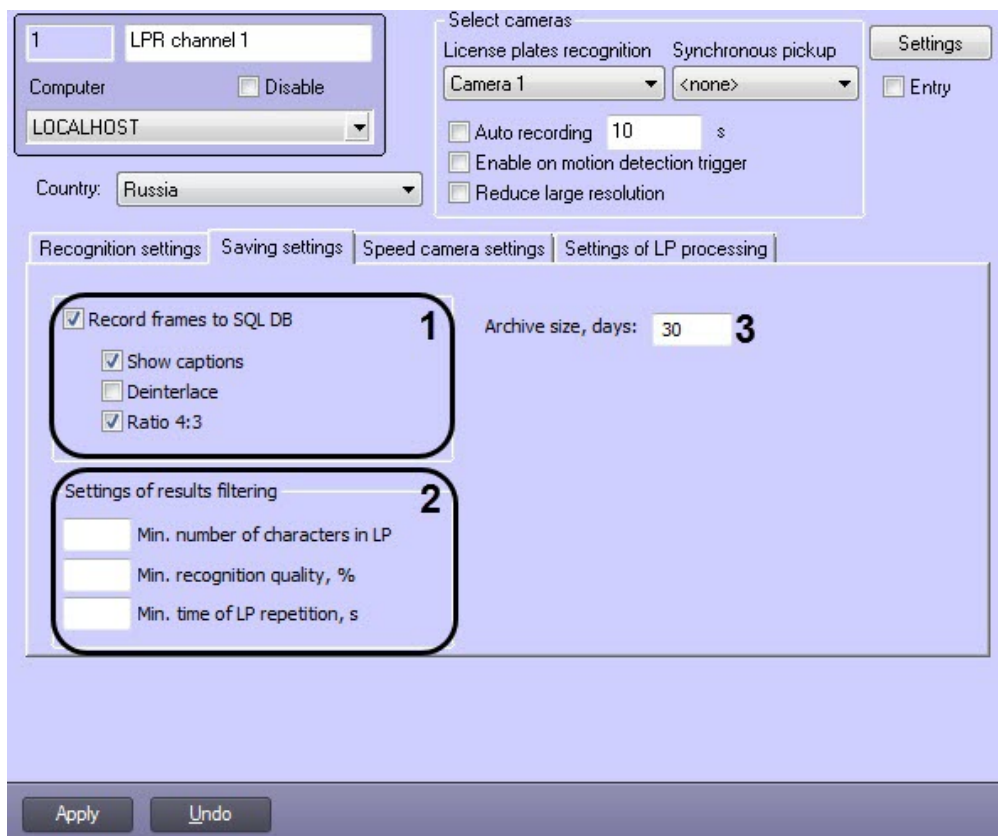 1 LPR channel 1
Computer Disable
LOCALHOST
Country: Russia
Select cameras
License plates recognition Synchronous pickup
Camera 1 <none>
Auto recording 10 s
Enable on motion detection trigger
Reduce large resolution
Settings
Entry
Recognition settings Saving settings Speed camera settings Settings of LP processing
Record frames to SQL DB 1
Show captions
Deinterlace
Ratio 4:3
Archive size, days: 30 3
Settings of results filtering 2
Min. number of characters in LP
Min. recognition quality, %
Min. time of LP repetition, s
Apply Undo